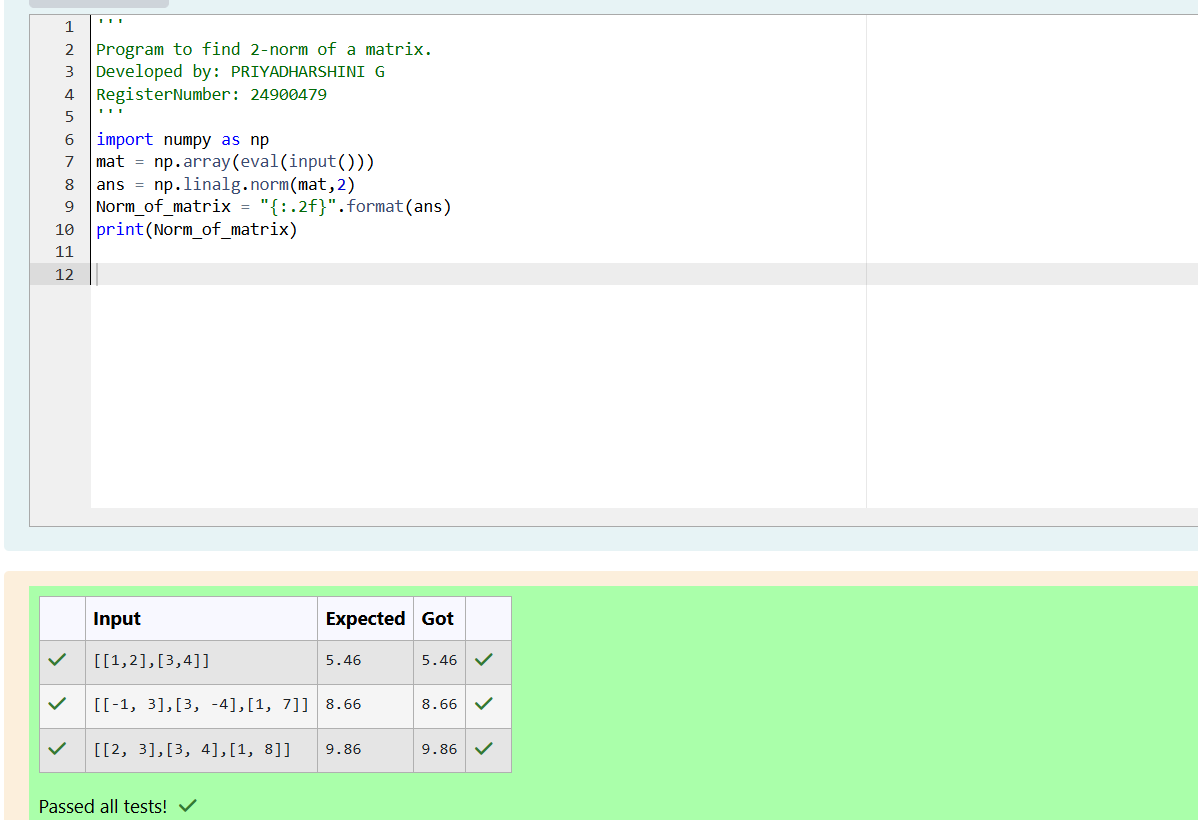 1 '''
2 Program to find 2-norm of a matrix.
3 Developed by: PRIYADHARSHINI G
4 RegisterNumber: 24900479
5 '''
6 import numpy as np
7 mat = np.array(eval(input()))
8 ans = np.linalg.norm(mat,2)
9 Norm_of_matrix = "{:.2f}".format(ans)
10 print(Norm_of_matrix)
11
12
Input Expected Got
[[1,2],[3,4]] 5.46 5.46
[[-1, 3],[3, -4],[1, 7]] 8.66 8.66
[[2, 3],[3, 4],[1, 8]] 9.86 9.86
Passed all tests!